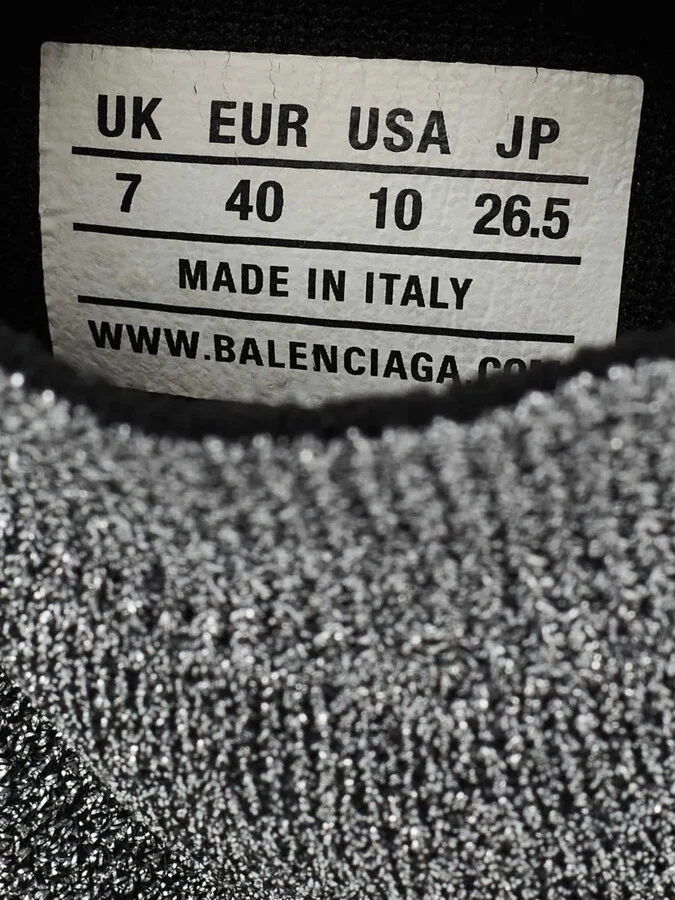 UK EUR USA JP
7 40 10 26.5
MADE IN ITALY
WWW.BALENCIAGA.CO